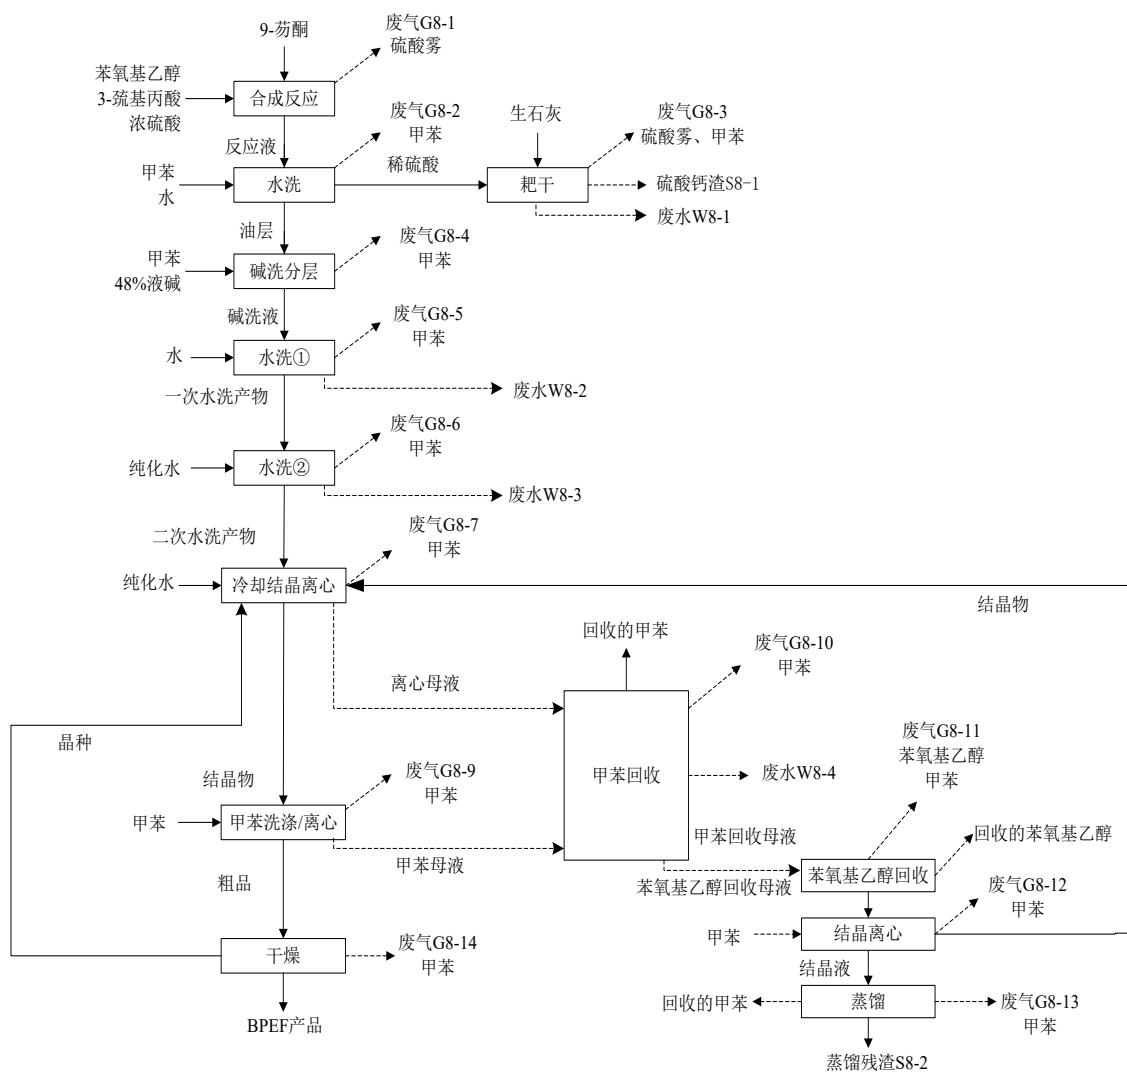 9-芴酮
废气G8-1
硫酸雾
苯氧基乙醇
3-巯基丙酸
浓硫酸
合成反应
反应液
废气G8-2
甲苯
生石灰
废气G8-3
硫酸雾、甲苯
甲苯
水
水洗
稀硫酸
耙干
硫酸钙渣S8-1
废水W8-1
油层
废气G8-4
甲苯
甲苯
48%液碱
碱洗分层
碱洗液
废气G8-5
甲苯
水
水洗①
废水W8-2
一次水洗产物
废气G8-6
甲苯
纯化水
水洗②
废水W8-3
二次水洗产物
废气G8-7
甲苯
纯化水
冷却结晶离心
结晶物
回收的甲苯
废气G8-10
甲苯
离心母液
晶种
废气G8-11
苯氧基乙醇
甲苯
结晶物
废气G8-9
甲苯
甲苯回收
废水W8-4
甲苯
甲苯洗涤/离心
甲苯母液
甲苯回收母液
回收的苯氧基乙醇
粗品
苯氧基乙醇回收母液
苯氧基乙醇回收
废气G8-12
甲苯
甲苯
结晶离心
干燥
废气G8-14
甲苯
结晶液
回收的甲苯
蒸馏
废气G8-13
甲苯
BPEF产品
蒸馏残渣S8-2